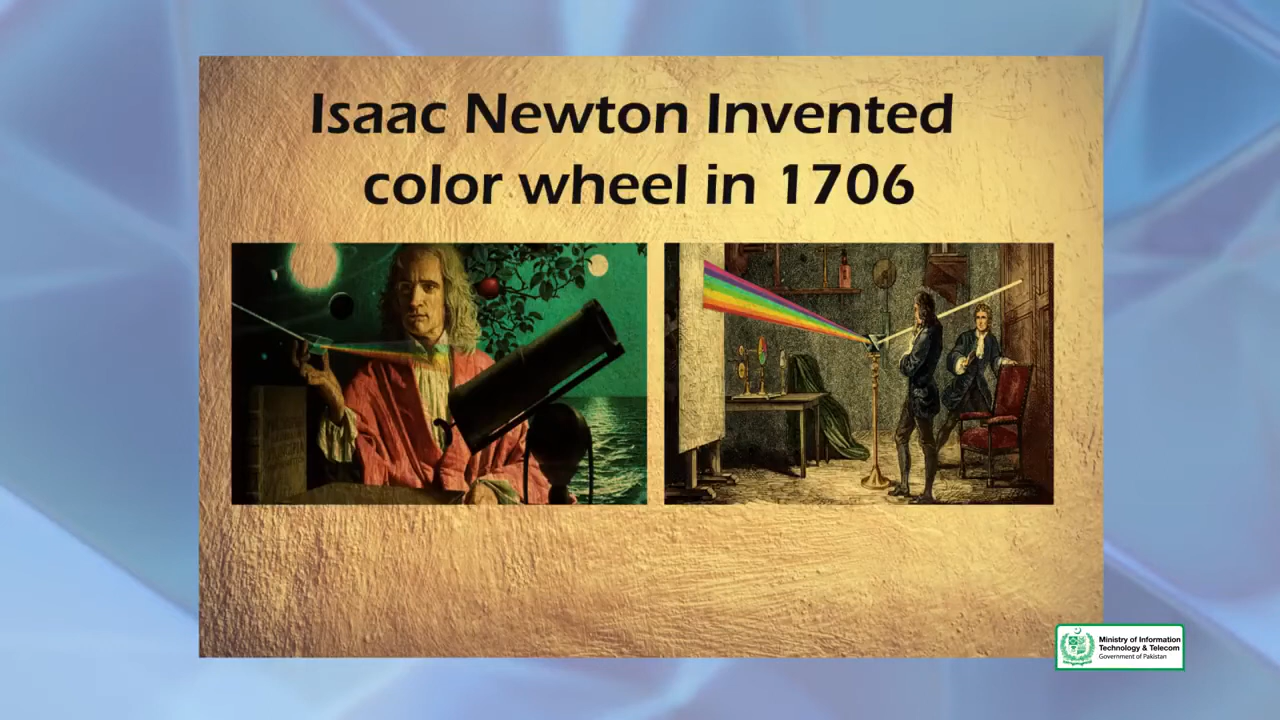 Isaac Newton Invented
color wheel in 1706
Ministry of Information
Technology & Telecom
Government of Pakistan